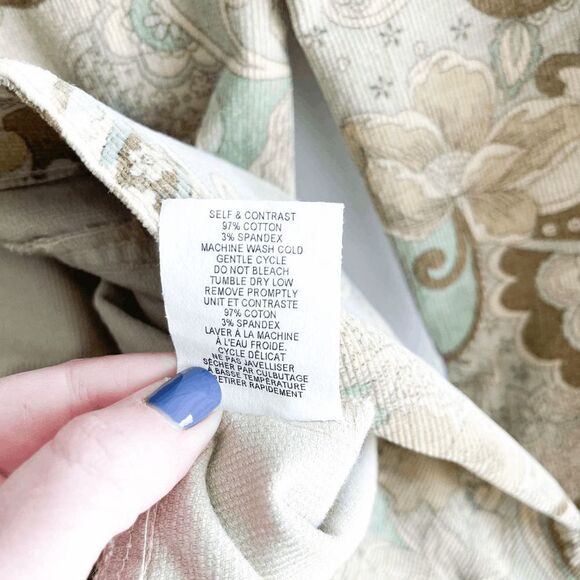 SELF & CONTRAST
97% COTTON
3% SPANDEX
MACHINE WASH COLD
GENTLE CYCLE
DO NOT BLEACH
TUMBLE DRY LOW
REMOVE PROMPTLY
UNIT ET CONTRASTE
97% COTON
3% SPANDEX
LAVER À LA MACHINE
À L'EAU FROIDE.
CYCLE DÉLICAT
NE PAS JAVELLISER
SÉCHER PAR CULBUTAGE
À BASSE TEMPÉRATURE
RETIRER RAPIDEMENT